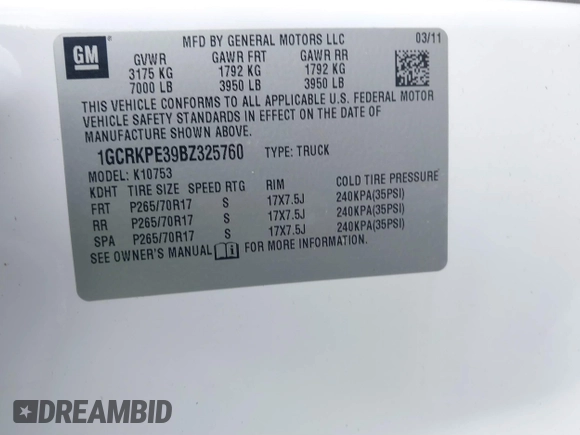 GM
MFD BY GENERAL MOTORS LLC 03/11
GVWR GAWR FRT GAWR RR
3175 KG 1792 KG 1792 KG
7000 LB 3950 LB 3950 LB
THIS VEHICLE CONFORMS TO ALL APPLICABLE U.S. FEDERAL MOTOR
VEHICLE SAFETY STANDARDS IN EFFECT ON THE DATE OF
MANUFACTURE SHOWN ABOVE.
1GCRKPE39BZ325760 TYPE: TRUCK
MODEL: K10753
KDHT TIRE SIZE SPEED RTG RIM COLD TIRE PRESSURE
FRT P265/70R17 S 17X7.5J 240KPA(35PSI)
RR P265/70R17 S 17X7.5J 240KPA(35PSI)
SPA P265/70R17 S 17X7.5J 240KPA(35PSI)
SEE OWNER'S MANUAL FOR MORE INFORMATION.
DREAMBID